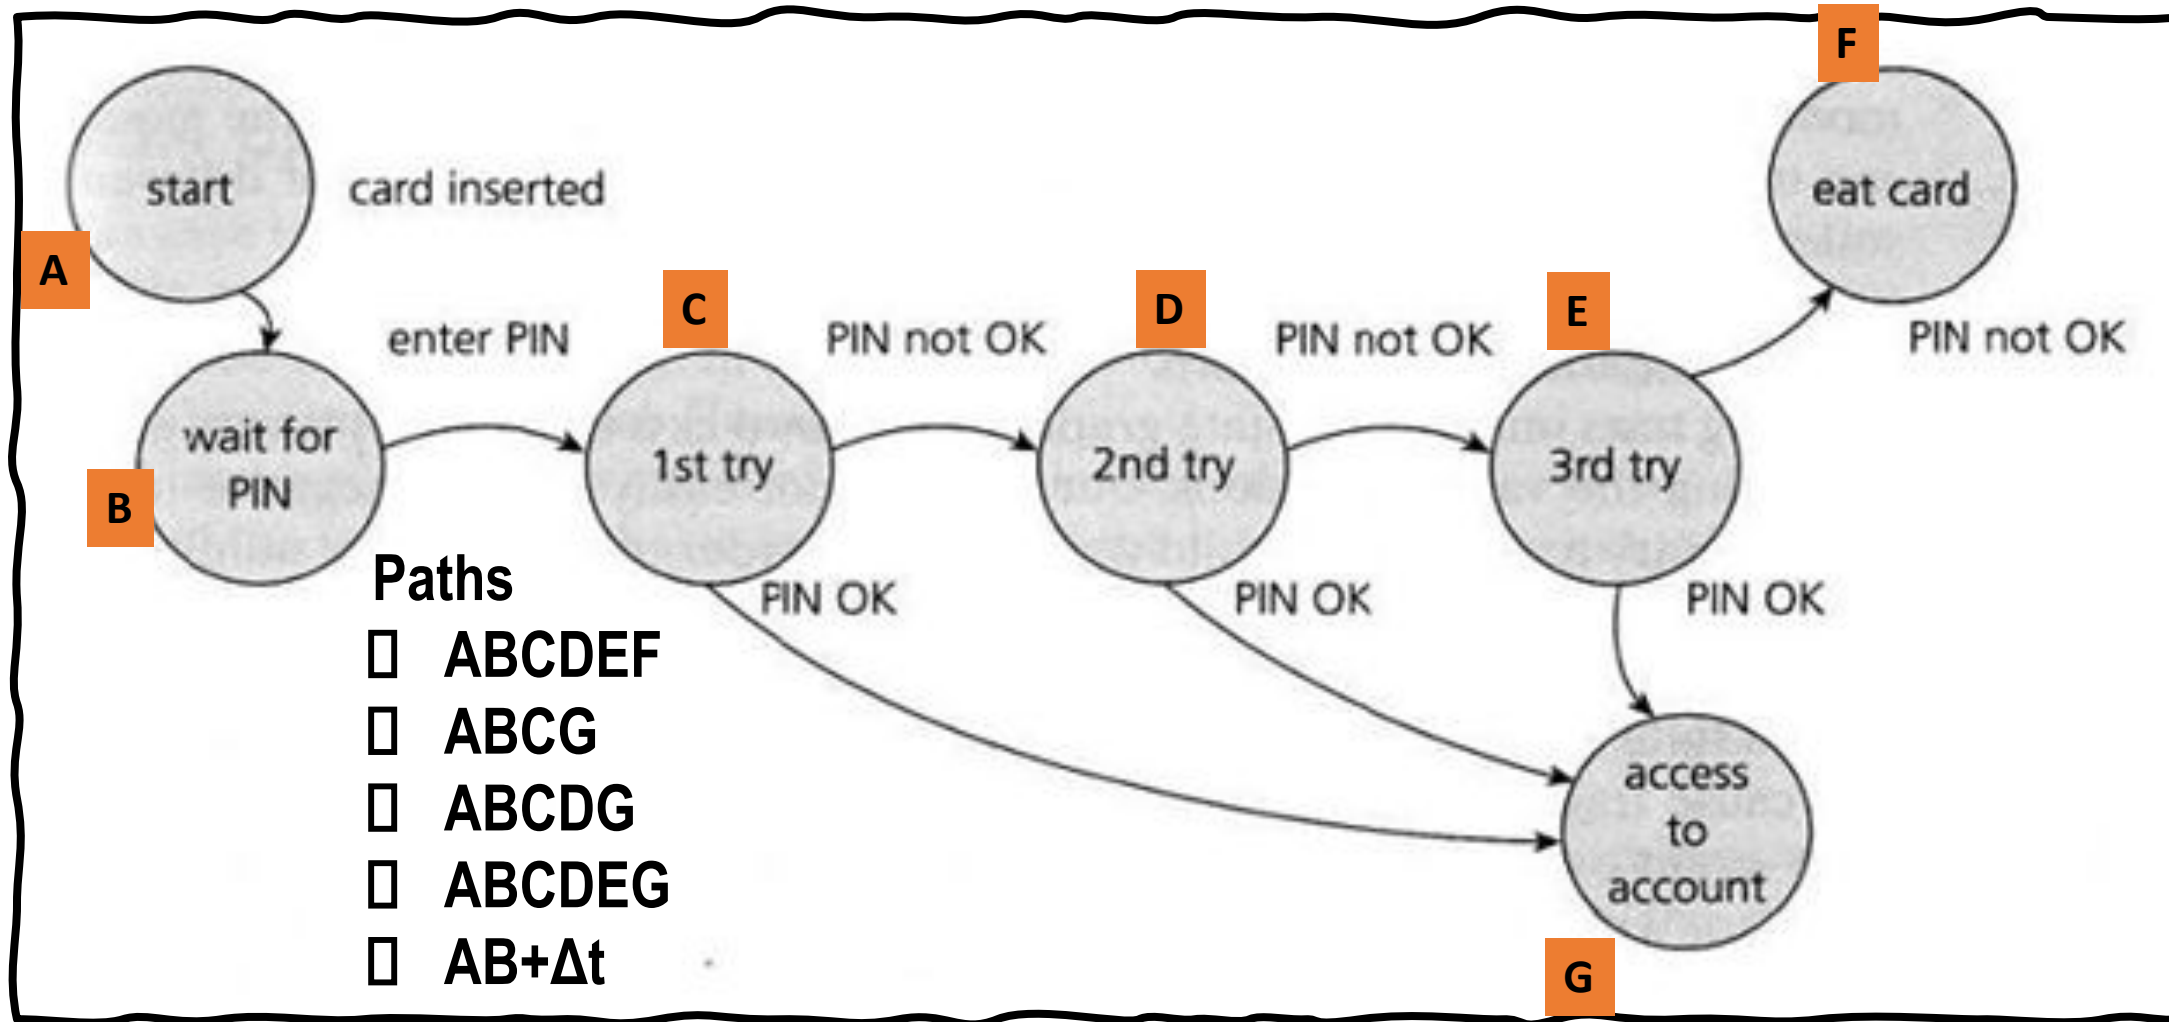 F
start
card inserted
eat card
A
C
D
E
enter PIN
PIN not OK
PIN not OK
PIN not OK
wait for
PIN
1st try
2nd try
3rd try
B
Paths
PIN OK
PIN OK
PIN OK
ABCDEF
ABCG
ABCDG
ABCDEG
AB+Δt
access
to
account
G